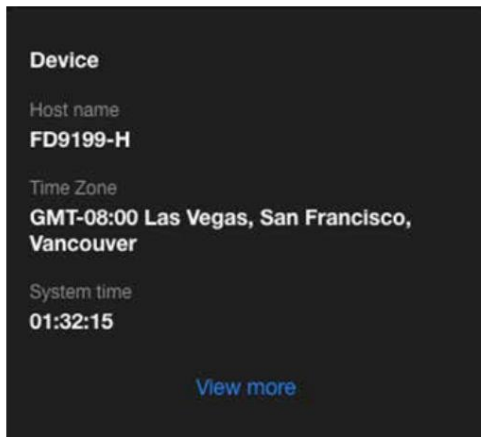 Device
Host name
FD9199-H
Time Zone
GMT-08:00 Las Vegas, San Francisco,
Vancouver
System time
01:32:15
View more